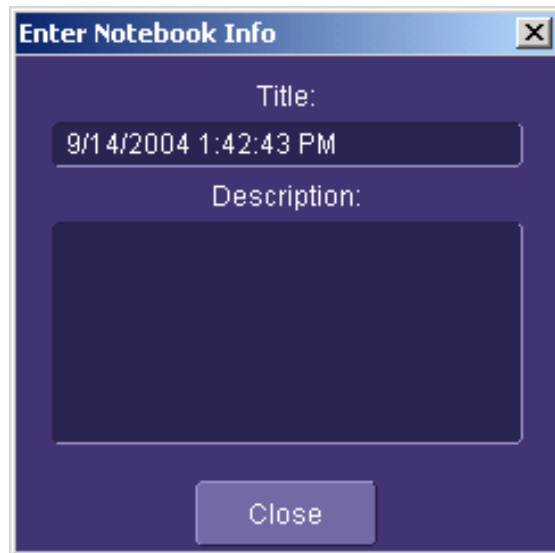 Enter Notebook Info
Title:
9/14/2004 1:42:43 PM
Description:
Close